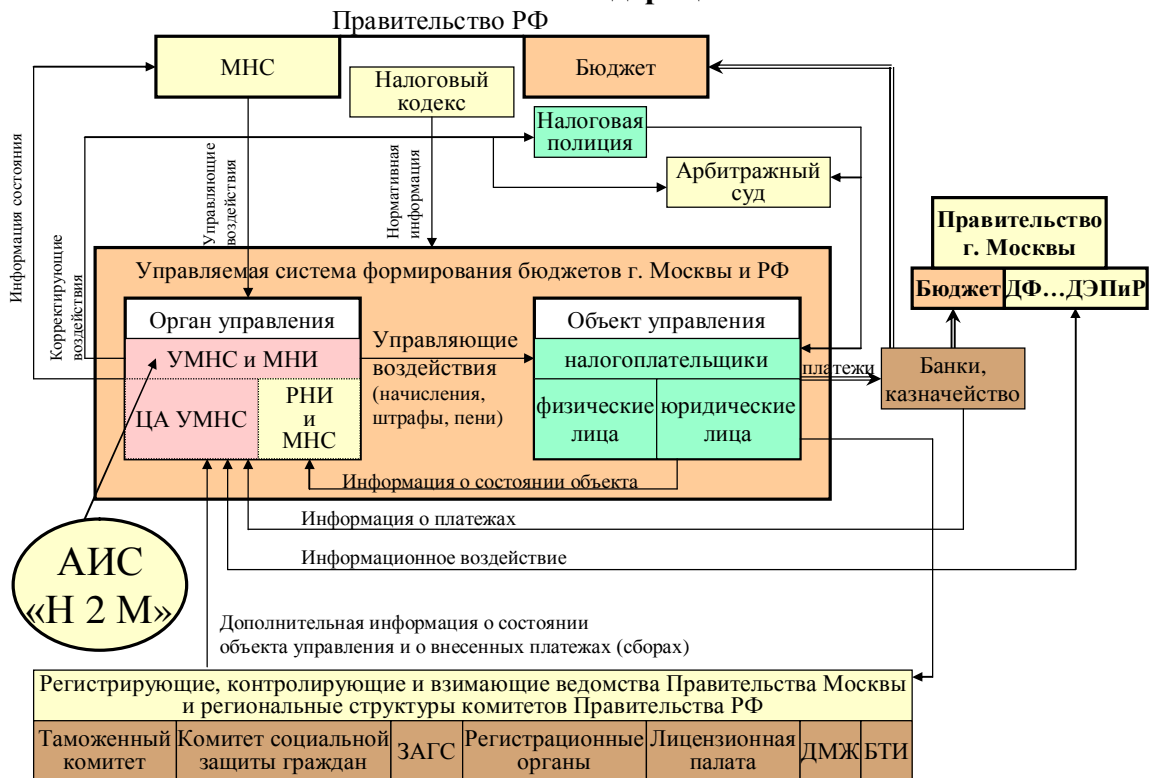 Правительство РФ
МНС
Бюджет
Налоговый
кодекс
Налоговая
полиция
Арбитражный
суд
Информация состояния
Корректирующие
воздействия
Управляющие
воздействия
Нормативная
информация
Правительство
г. Москвы
Бюджет
ДФ…ДЭПиР
Управляемая система формирования бюджетов г. Москвы и РФ
Орган управления
УМНС и МНИ
ЦА УМНС
РНИ
и
МНС
Управляющие
воздействия
(начисления,
штрафы, пени)
Объект управления
налогоплательщики
физические
лица
юридические
лица
платежи
Банки,
казначейство
Информация о состоянии объекта
Информация о платежах
Информационное воздействие
АИС
«Н 2 М»
Дополнительная информация о состоянии
объекта управления и о внесенных платежах (сборах)
Регистрирующие, контролирующие и взимающие ведомства Правительства Москвы
и региональные структуры комитетов Правительства РФ
Таможенный
комитет
Комитет социальной
защиты граждан
ЗАГС
Регистрационные
органы
Лицензионная
палата
ДМЖ
БТИ